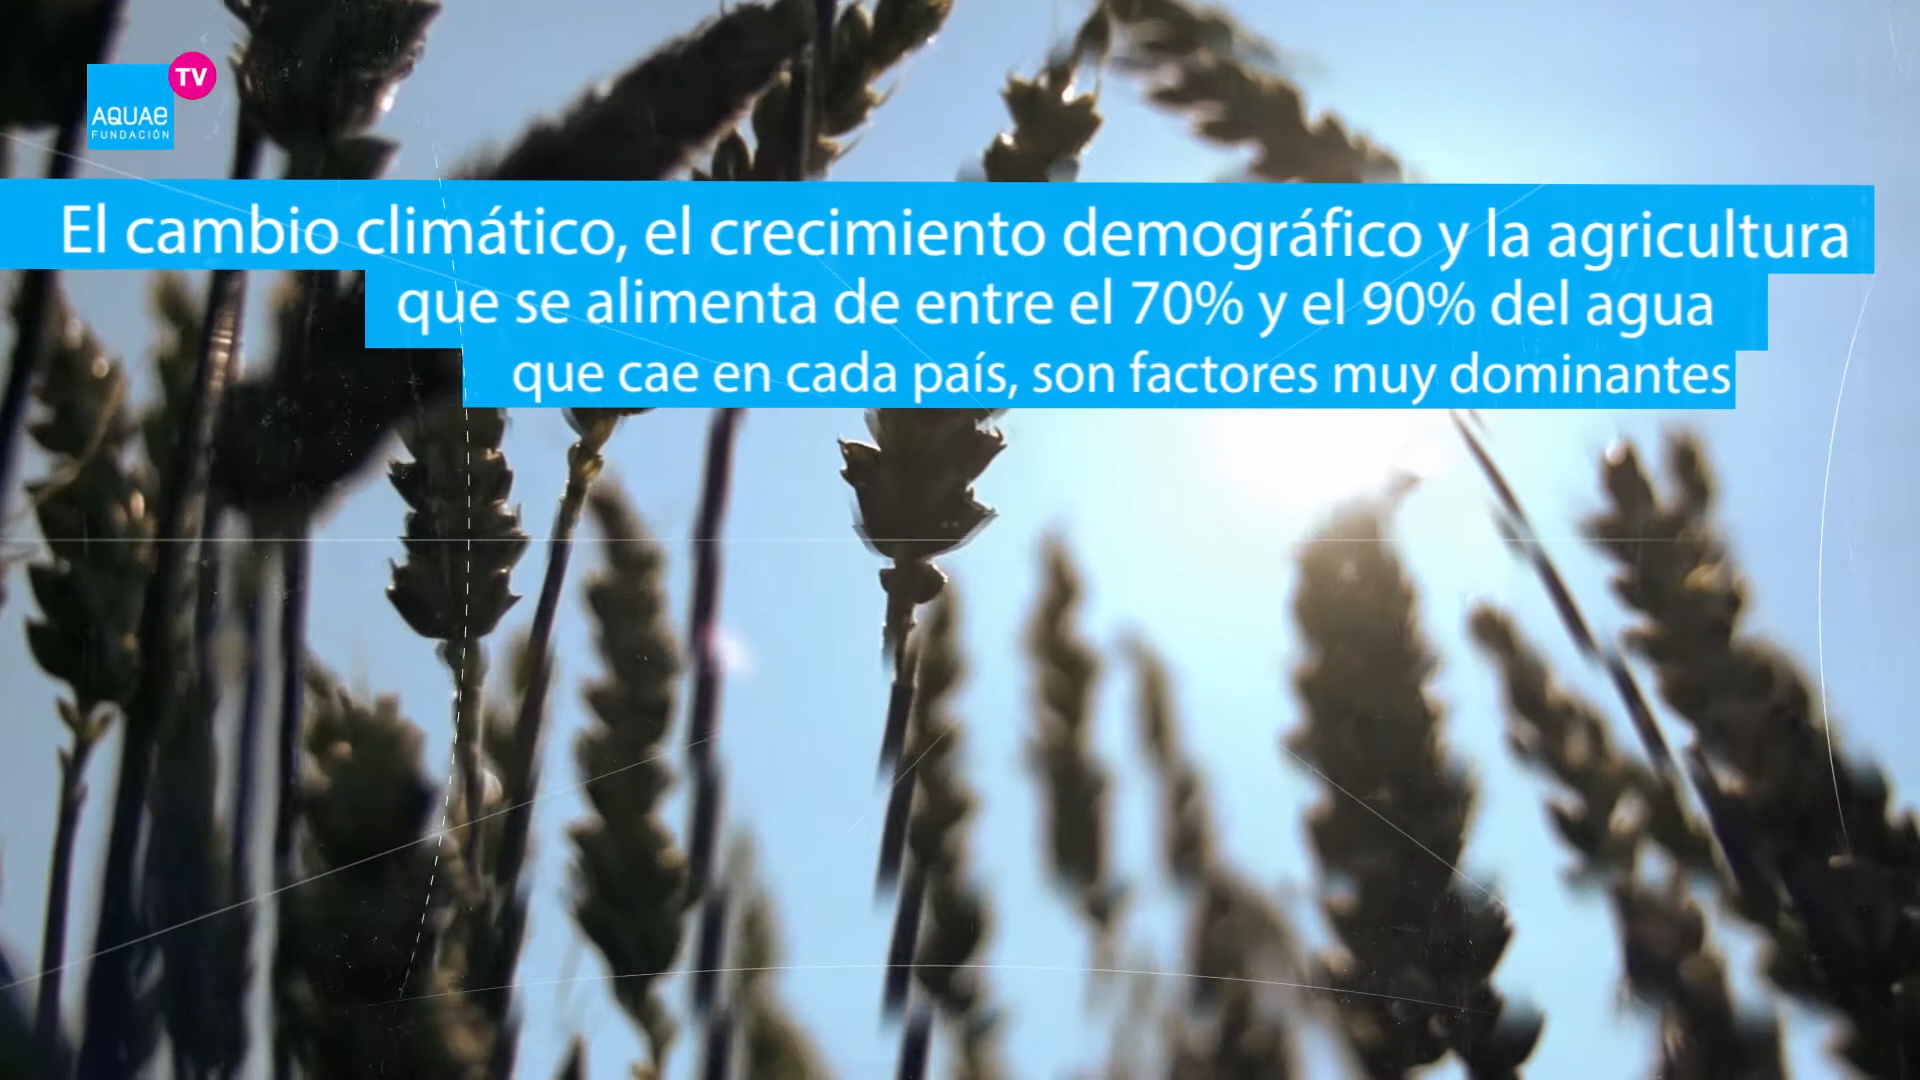 TV
AQUAE
FUNDACIÓN
El cambio climático, el crecimiento demográfico y la agricultura
que se alimenta de entre el 70% y el 90% del agua
que cae en cada país, son factores muy dominantes